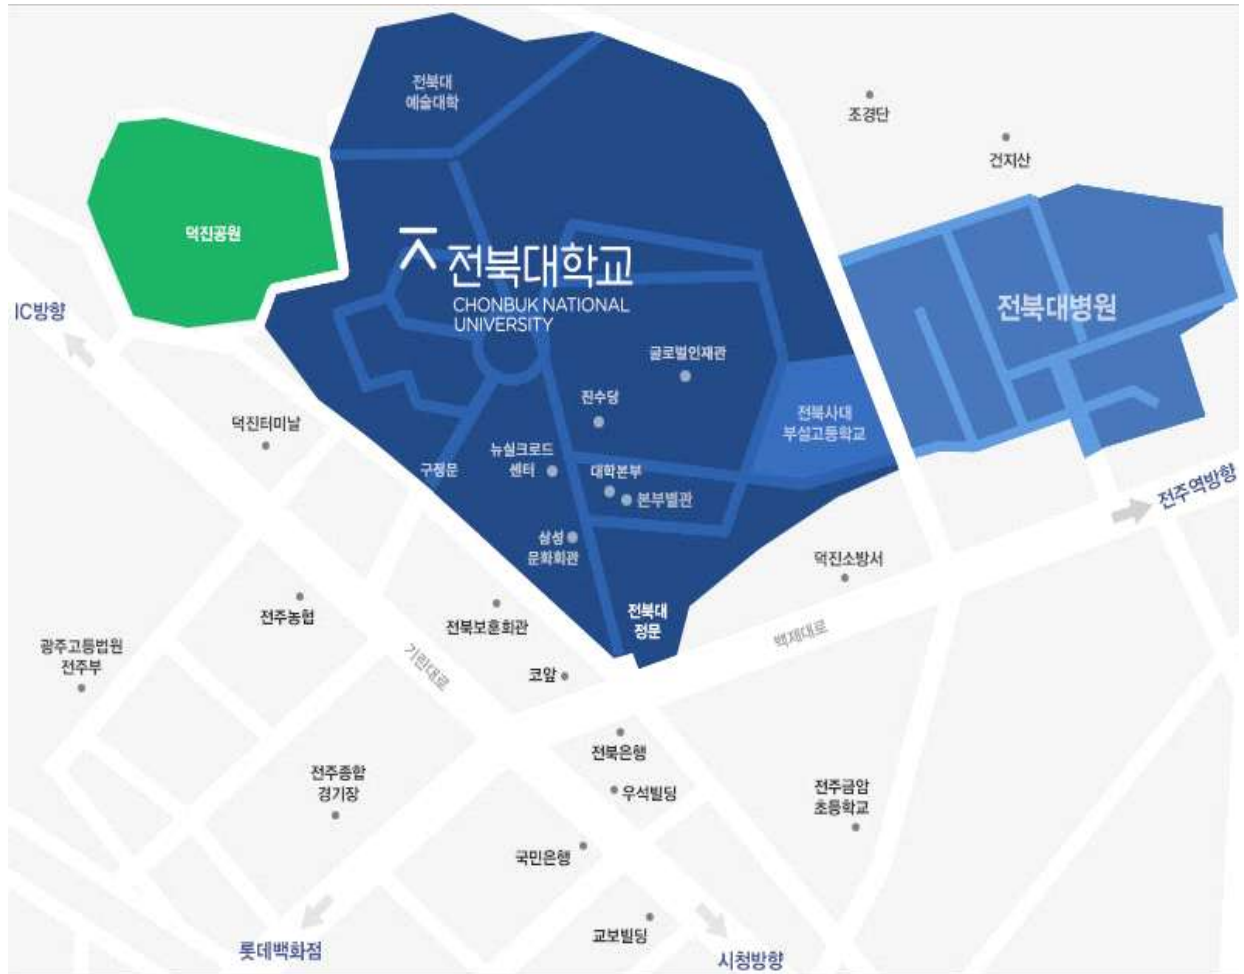 전북대
예술대학
조경단
건지산
덕진공원
전북대학교
CHONBUK NATIONAL
UNIVERSITY
IC방향
전북대병원
글로벌인재관
진수당
전북사대
부설고등학교
덕진터미날
뉴실크로드
센터
구정문
대학본부
본부별관
전주역방향
삼성
문화회관
덕진소방서
전주농협
전북보훈회관
전북대
정문
백제대로
광주고등법원
전주부
기린대로
코앞
전북은행
전주종합
경기장
우석빌딩
전주금암
초등학교
국민은행
교보빌딩
롯데백화점
시청방향